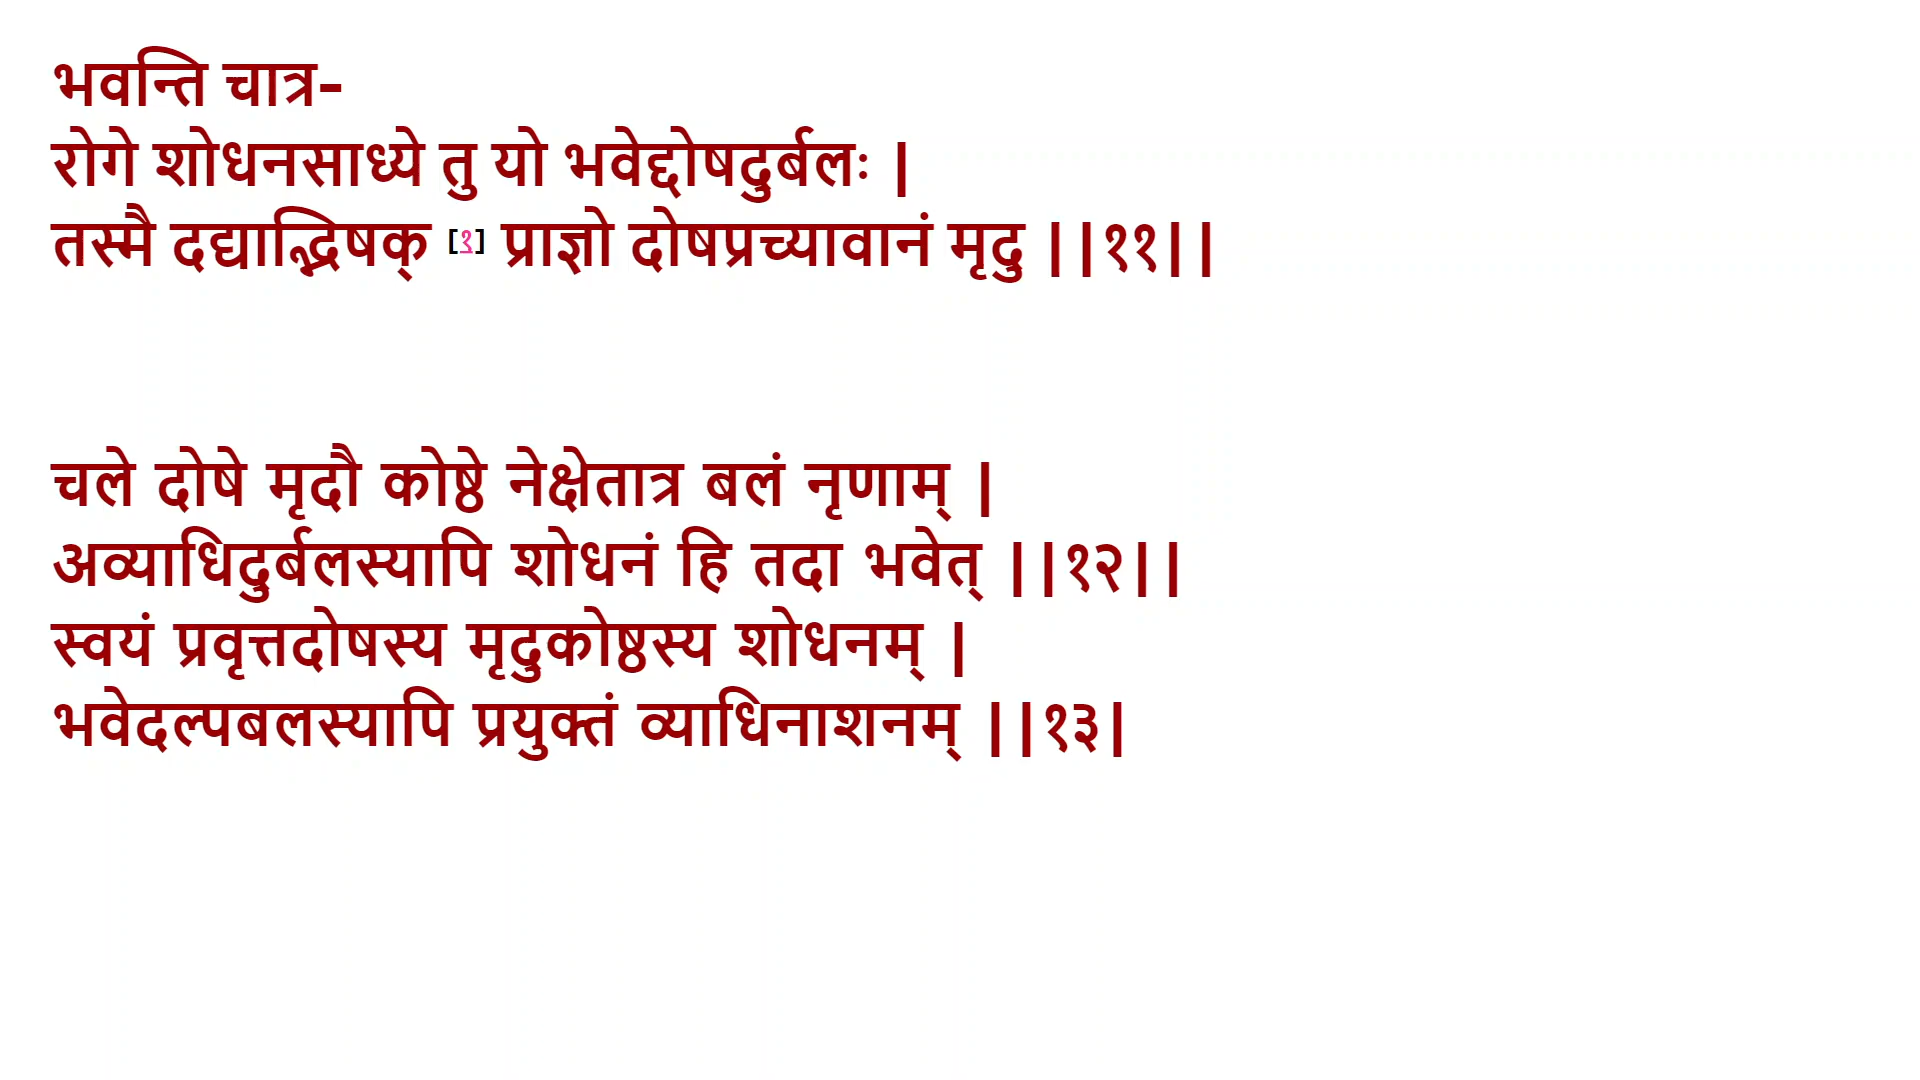 भवन्ति चात्र-
रोगे शोधनसाध्ये तु यो भवेद्दोषदुर्बलः |
तस्मै दद्याद्भिषक् [१] प्राज्ञो दोषप्रच्यावानं मृदु ||११||
चले दोषे मृदौ कोष्ठे नेक्षेतात्र बलं नृणाम् |
अव्याधिदुर्बलस्यापि शोधनं हि तदा भवेत् ||१२||
स्वयं प्रवृत्तदोषस्य मृदुकोष्ठस्य शोधनम् |
भवेदल्पबलस्यापि प्रयुक्तं व्याधिनाशनम् ||१३|